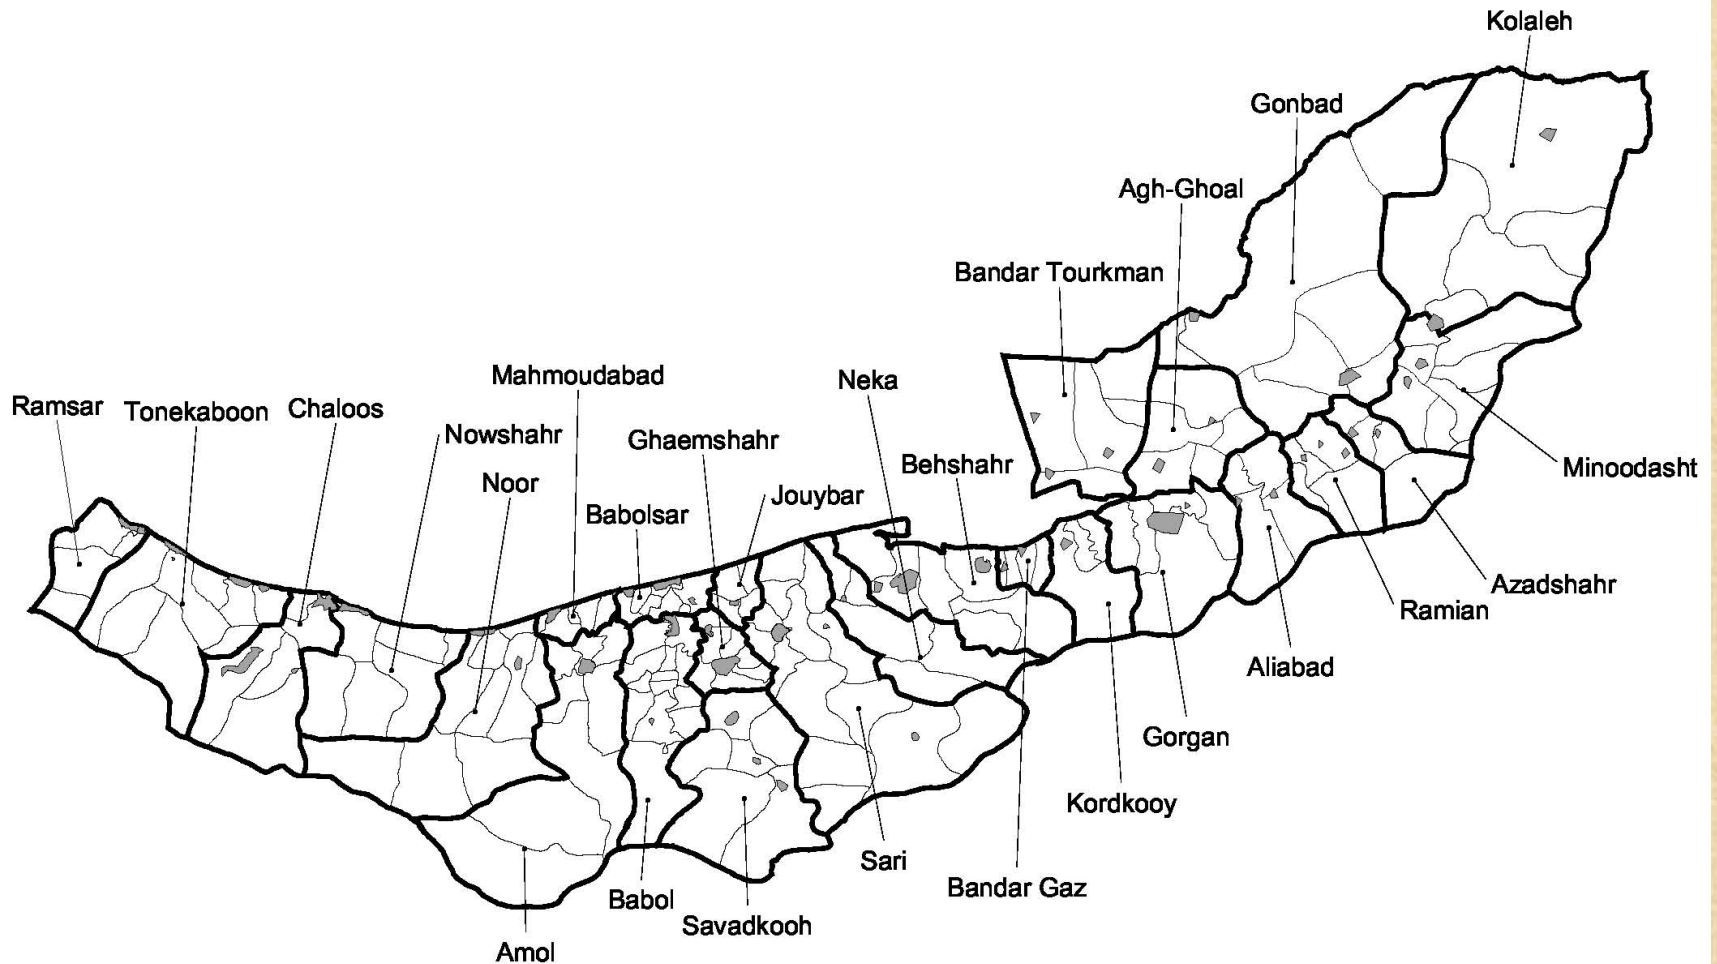 Kolaleh
Gonbad
Agh-Ghoal
Bandar Tourkman
Mahmoudabad
Neka
Ramsar
Tonekaboon
Chaloos
Nowshahr
Ghaemshahr
Behshahr
Minoodasht
Noor
Jouybar
Babolsar
Azadshahr
Ramian
Aliabad
Gorgan
Kordkooy
Sari
Bandar Gaz
Babol
Savadkooh
Amol